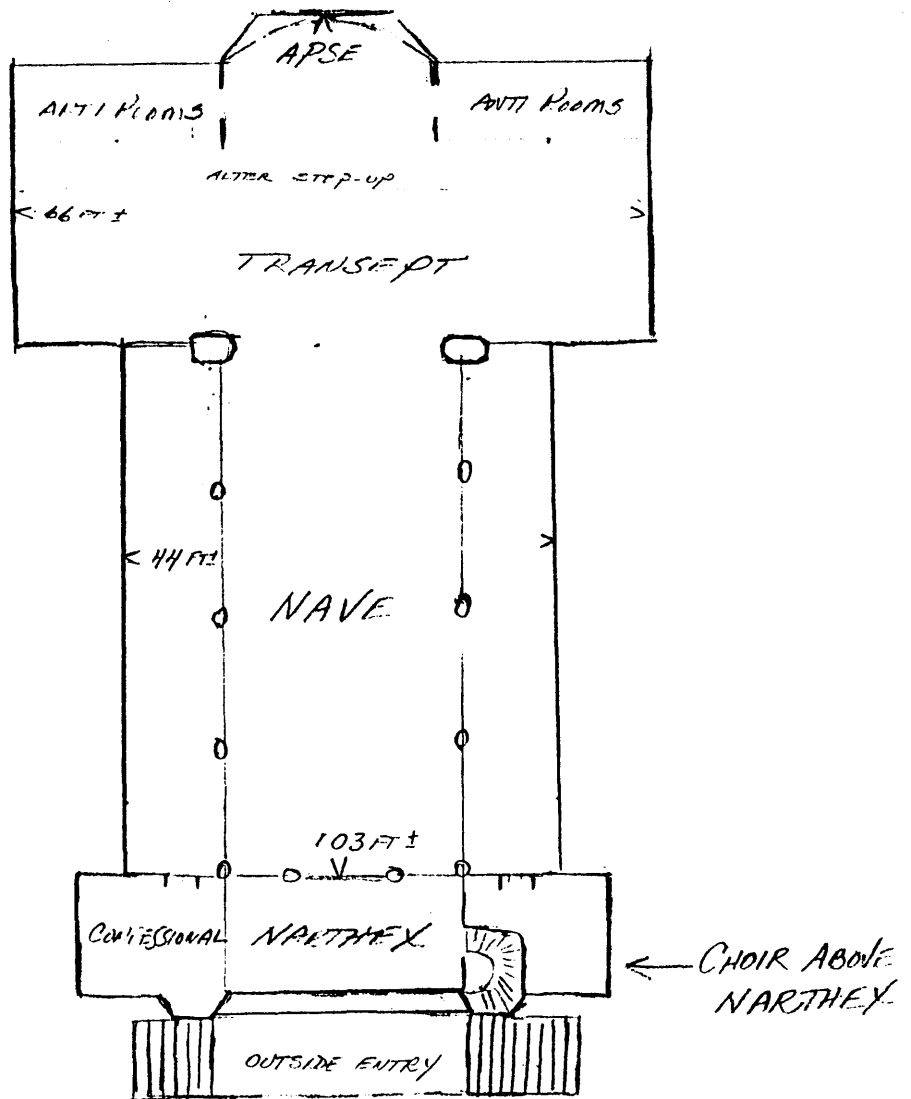 APSE
ANTI ROOMS
ANTI ROOMS
ALTER STEP-UP
66 FT ±
TRANSEPT
44 FT ±
NAVE
103 FT ±
CONFESSIONAL
NARTHEX
CHOIR ABOVE
NARTHEX
OUTSIDE ENTRY